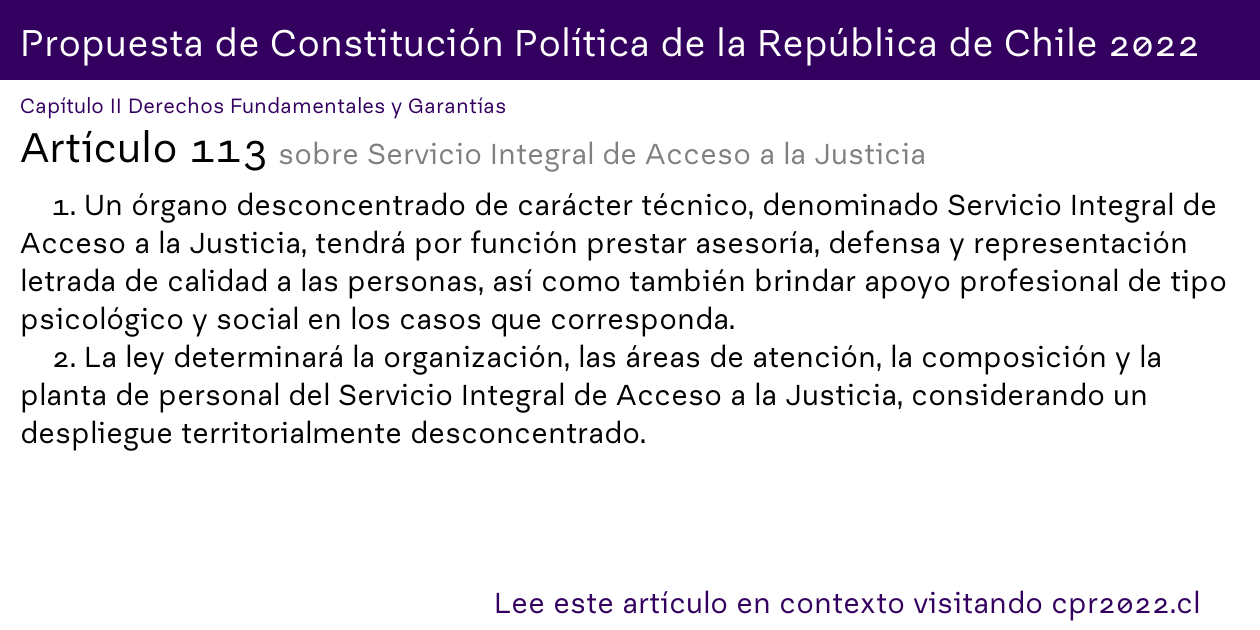 Propuesta de Constitución Política de la República de Chile 2022
Capítulo II Derechos Fundamentales y Garantías
Artículo 113 sobre Servicio Integral de Acceso a la Justicia
1. Un órgano desconcentrado de carácter técnico, denominado Servicio Integral de
Acceso a la Justicia, tendrá por función prestar asesoría, defensa y representación
letrada de calidad a las personas, así como también brindar apoyo profesional de tipo
psicológico y social en los casos que corresponda.
2. La ley determinará la organización, las áreas de atención, la composición y la
planta de personal del Servicio Integral de Acceso a la Justicia, considerando un
despliegue territorialmente desconcentrado.
Lee este artículo en contexto visitando cpr2022.cl